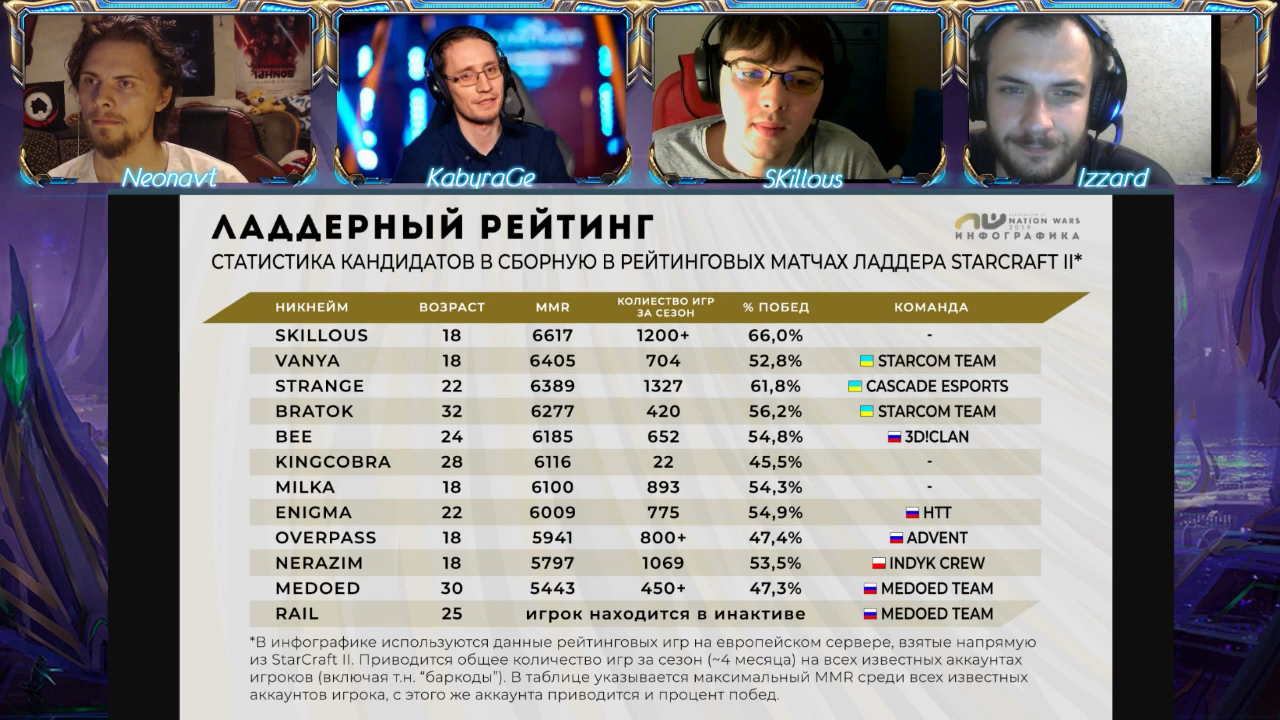 Neonavt
KabyraGe
SKillous
Izzard
ЛАДДЕРНЫЙ РЕЙТИНГ
NATION WARS
2019
ИНФОГРАФИКА
СТАТИСТИКА КАНДИДАТОВ В СБОРНУЮ В РЕЙТИНГОВЫХ МАТЧАХ ЛАДДЕРА STARCRAFT II*
НИКНЕЙМ ВОЗРАСТ MMR КОЛИЕСТВО ИГР ЗА СЕЗОН % ПОБЕД КОМАНДА
SKILLOUS 18 6617 1200+ 66,0% -
VANYA 18 6405 704 52,8% STARCOM TEAM
STRANGE 22 6389 1327 61,8% CASCADE ESPORTS
BRATOK 32 6277 420 56,2% STARCOM TEAM
BEE 24 6185 652 54,8% 3D!CLAN
KINGCOBRA 28 6116 22 45,5% -
MILKA 18 6100 893 54,3% -
ENIGMA 22 6009 775 54,9% HTT
OVERPASS 18 5941 800+ 47,4% ADVENT
NERAZIM 18 5797 1069 53,5% INDYK CREW
MEDOED 30 5443 450+ 47,3% MEDOED TEAM
RAIL 25 игрок находится в инактиве MEDOED TEAM
*В инфографике используются данные рейтинговых игр на европейском сервере, взятые напрямую
из StarCraft II. Приводится общее количество игр за сезон (~4 месяца) на всех известных аккаунтах
игроков (включая т.н. “баркоды”). В таблице указывается максимальный MMR среди всех известных
аккаунтов игрока, с этого же аккаунта приводится и процент побед.